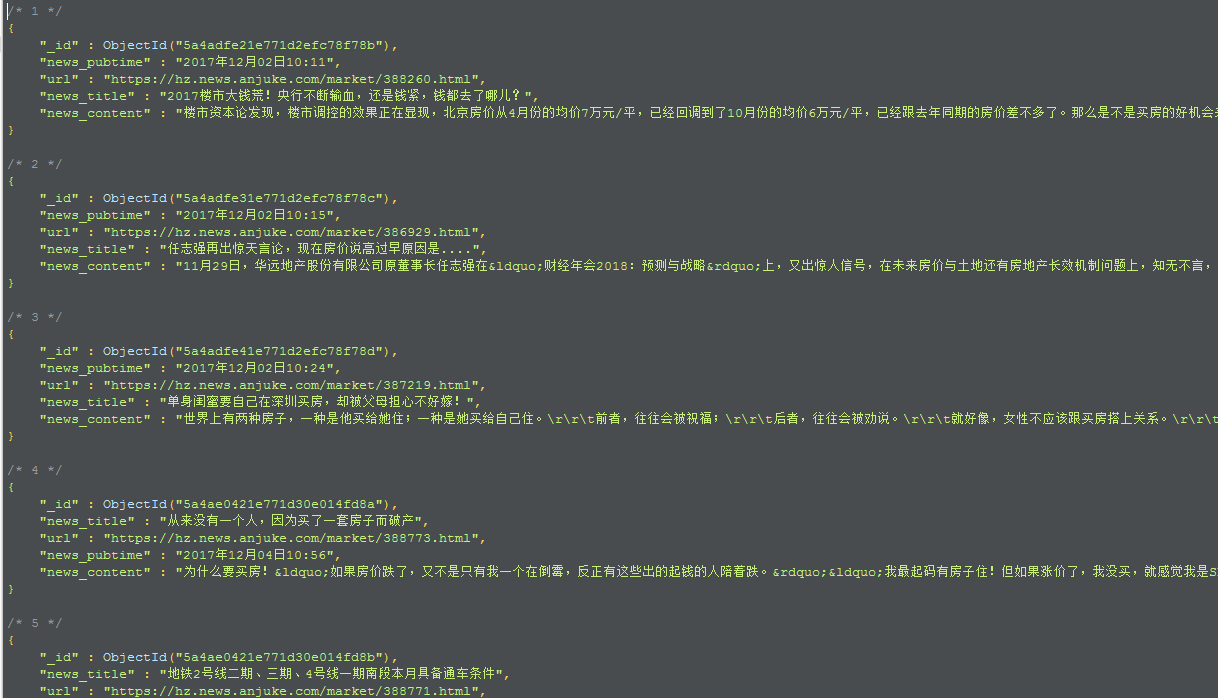 /* 1 */
{
"_id" : ObjectId("5a4adfe21e771d2efc78f78b"),
"news_pubtime" : "2017年12月02日10:11",
"url" : "https://hz.news.anjuke.com/market/388260.html",
"news_title" : "2017楼市大钱荒！央行不断输血，还是钱紧，钱都去了哪儿？",
"news_content" : "楼市资本论发现，楼市调控的效果正在显现，北京房价从4月份的均价7万元/平，已经回调到了10月份的均价6万元/平，已经跟去年同期的房价差不多了。那么是不是买房的好机会来
}
/* 2 */
{
"_id" : ObjectId("5a4adfe31e771d2efc78f78c"),
"news_pubtime" : "2017年12月02日10:15",
"url" : "https://hz.news.anjuke.com/market/386929.html",
"news_title" : "任志强再出惊天言论，现在房价说高过早原因是....",
"news_content" : "11月29日，华远地产股份有限公司原董事长任志强在&ldquo;财经年会2018：预测与战略&rdquo;上，又出惊人信号，在未来房价与土地还有房地产长效机制问题上，知无不言，
}
/* 3 */
{
"_id" : ObjectId("5a4adfe41e771d2efc78f78d"),
"news_pubtime" : "2017年12月02日10:24",
"url" : "https://hz.news.anjuke.com/market/387219.html",
"news_title" : "单身闺蜜要自己在深圳买房，却被父母担心不好嫁！",
"news_content" : "世界上有两种房子，一种是他买给她住；一种是她买给自己住。\r\r\t前者，往往会被祝福；\r\r\t后者，往往会被劝说。\r\r\t就好像，女性不应该跟买房搭上关系。\r\r\t
}
/* 4 */
{
"_id" : ObjectId("5a4ae0421e771d30e014fd8a"),
"news_title" : "从来没有一个人，因为买了一套房子而破产",
"url" : "https://hz.news.anjuke.com/market/388773.html",
"news_pubtime" : "2017年12月04日10:56",
"news_content" : "为什么要买房！&ldquo;如果房价跌了，又不是只有我一个在倒霉，反正有这些出的起钱的人陪着跌。&rdquo;&ldquo;我最起码有房子住！但如果涨价了，我没买，就感觉我是S
}
/* 5 */
{
"_id" : ObjectId("5a4ae0421e771d30e014fd8b"),
"news_title" : "地铁2号线二期、三期、4号线一期南段本月具备通车条件",
"url" : "https://hz.news.anjuke.com/market/388771.html",